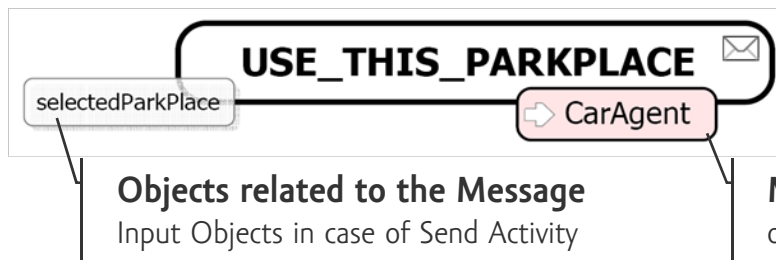 USE_THIS_PARKPLACE
selectedParkPlace
CarAgent
Objects related to the Message
Input Objects in case of Send Activity